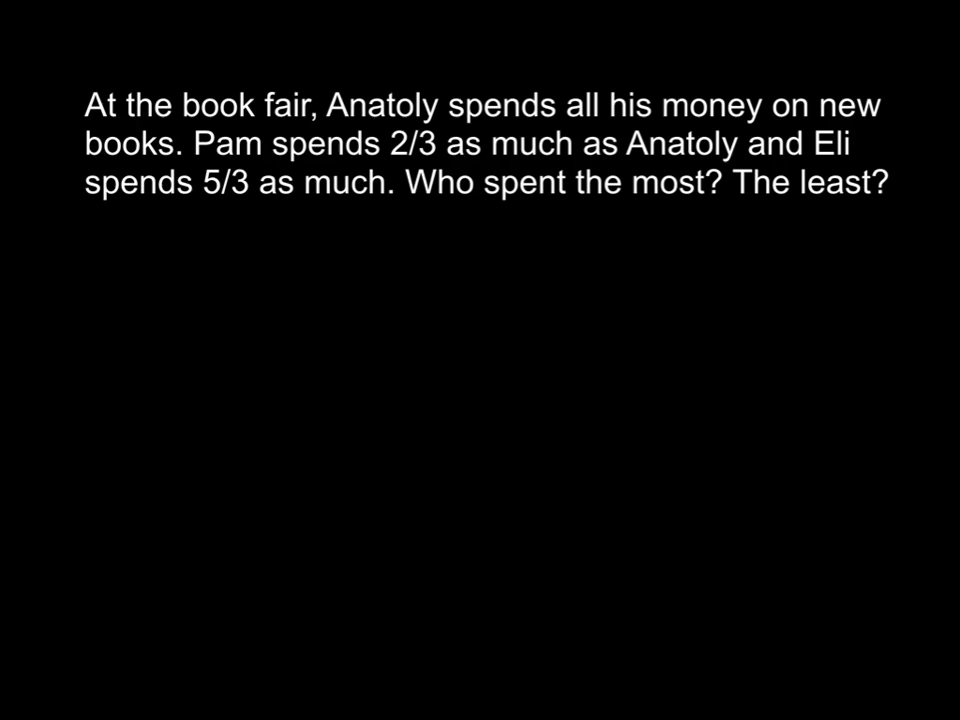 At the book fair, Anatoly spends all his money on new
books. Pam spends 2/3 as much as Anatoly and Eli
spends 5/3 as much. Who spent the most? The least?